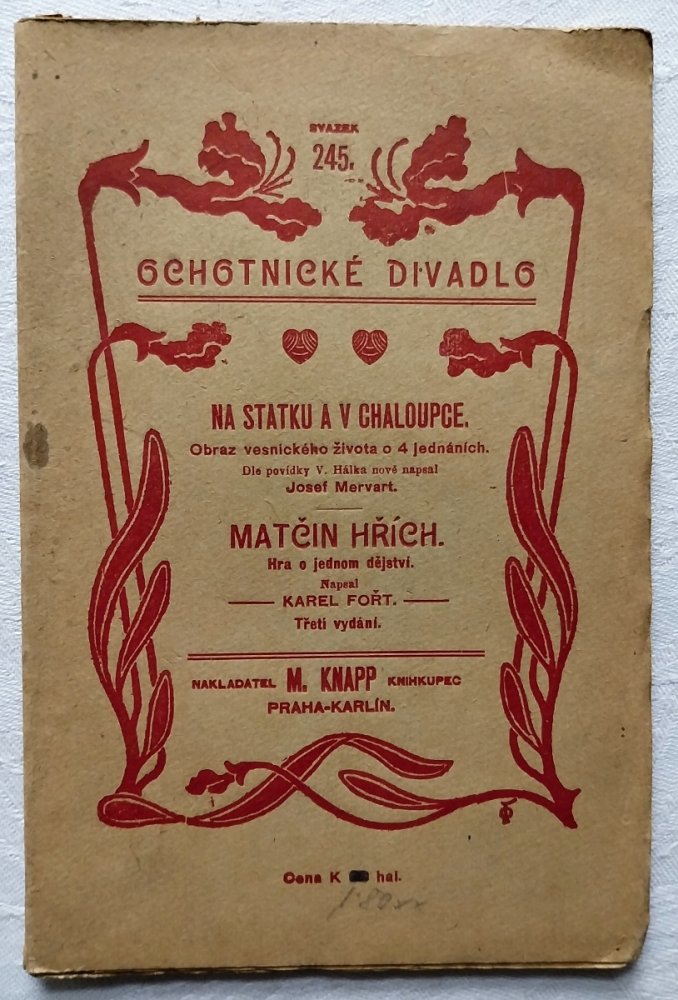 SVAZEK
245.
OCHOTNICKÉ DIVADLO
NA STATKU A V CHALOUPCE.
Obraz vesnického života o 4 jednáních.
Dle povídky V. Hálka nově napsal
Josef Mervart.
MATČIN HŘÍCH.
Hra o jednom dějství.
Napsal
KAREL FOŘT.
Třetí vydání.
NAKLADATEL M. KNAPP KNIHKUPEC
PRAHA-KARLÍN.
Cena K hal.